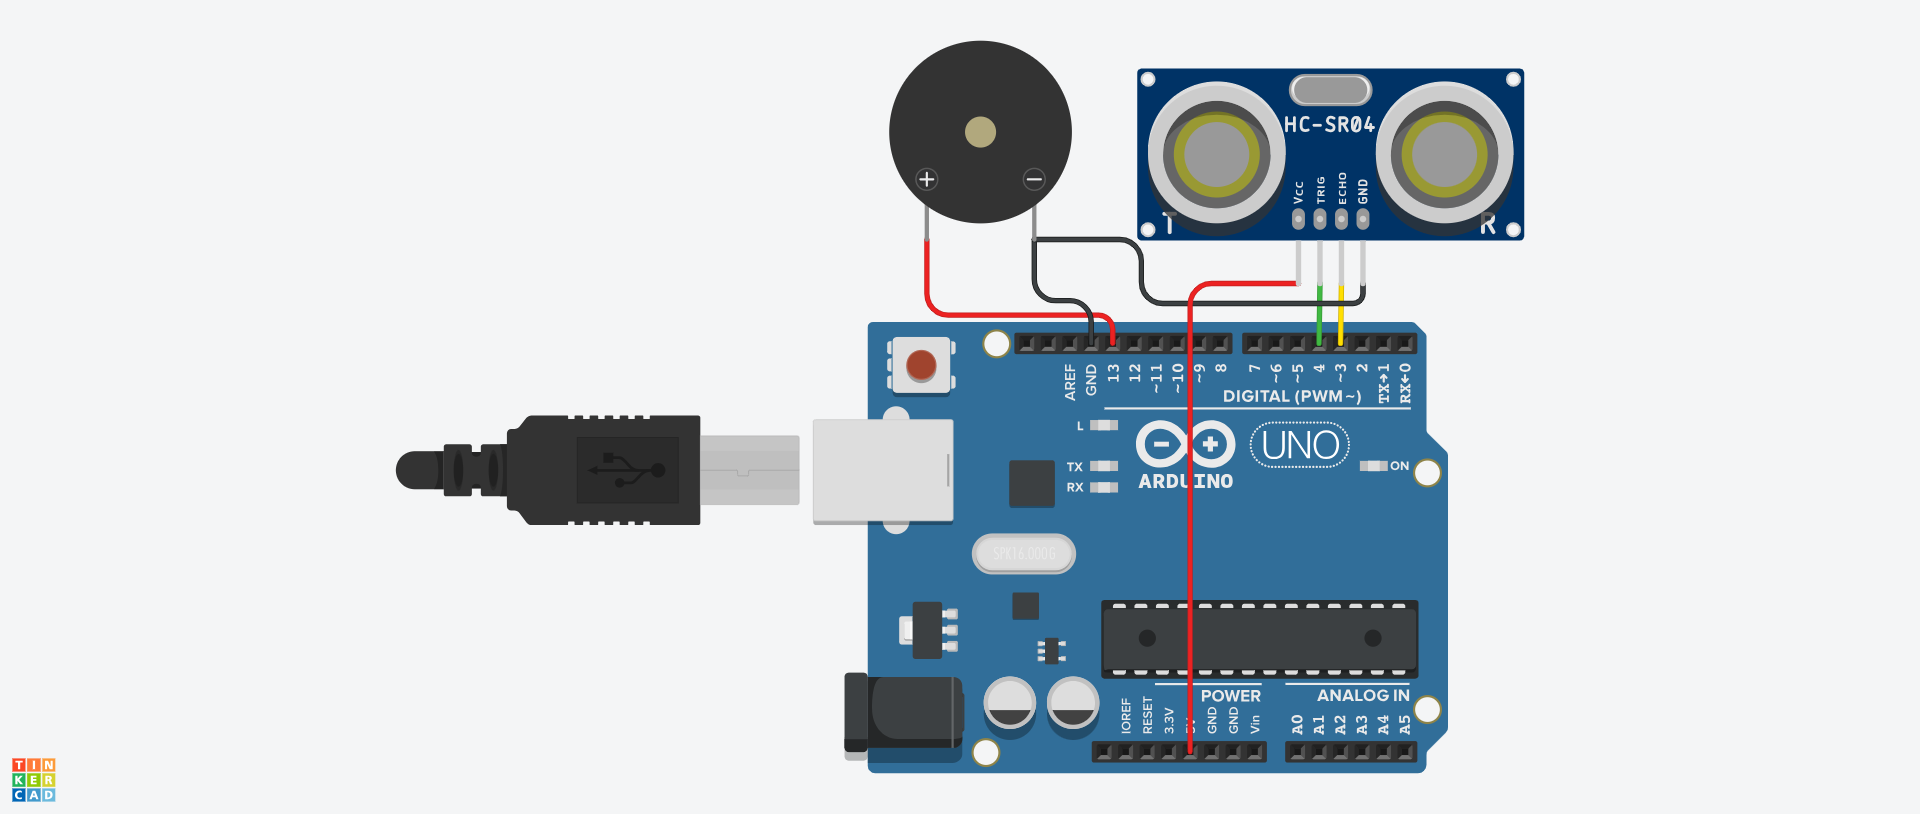 + −
HC-SR04
VCC TRIG ECHO GND
T R
AREF GND 13 12 ~11 ~10 ~9 8 7 ~6 ~5 4 ~3 2 TX→1 RX←0
DIGITAL (PWM ~)
L
TX
RX
UNO
ON
ARDUINO
SPK16.000G
POWER ANALOG IN
IOREF RESET 3.3V GND GND Vin A0 A1 A2 A3 A4 A5
TIN
KER
CAD